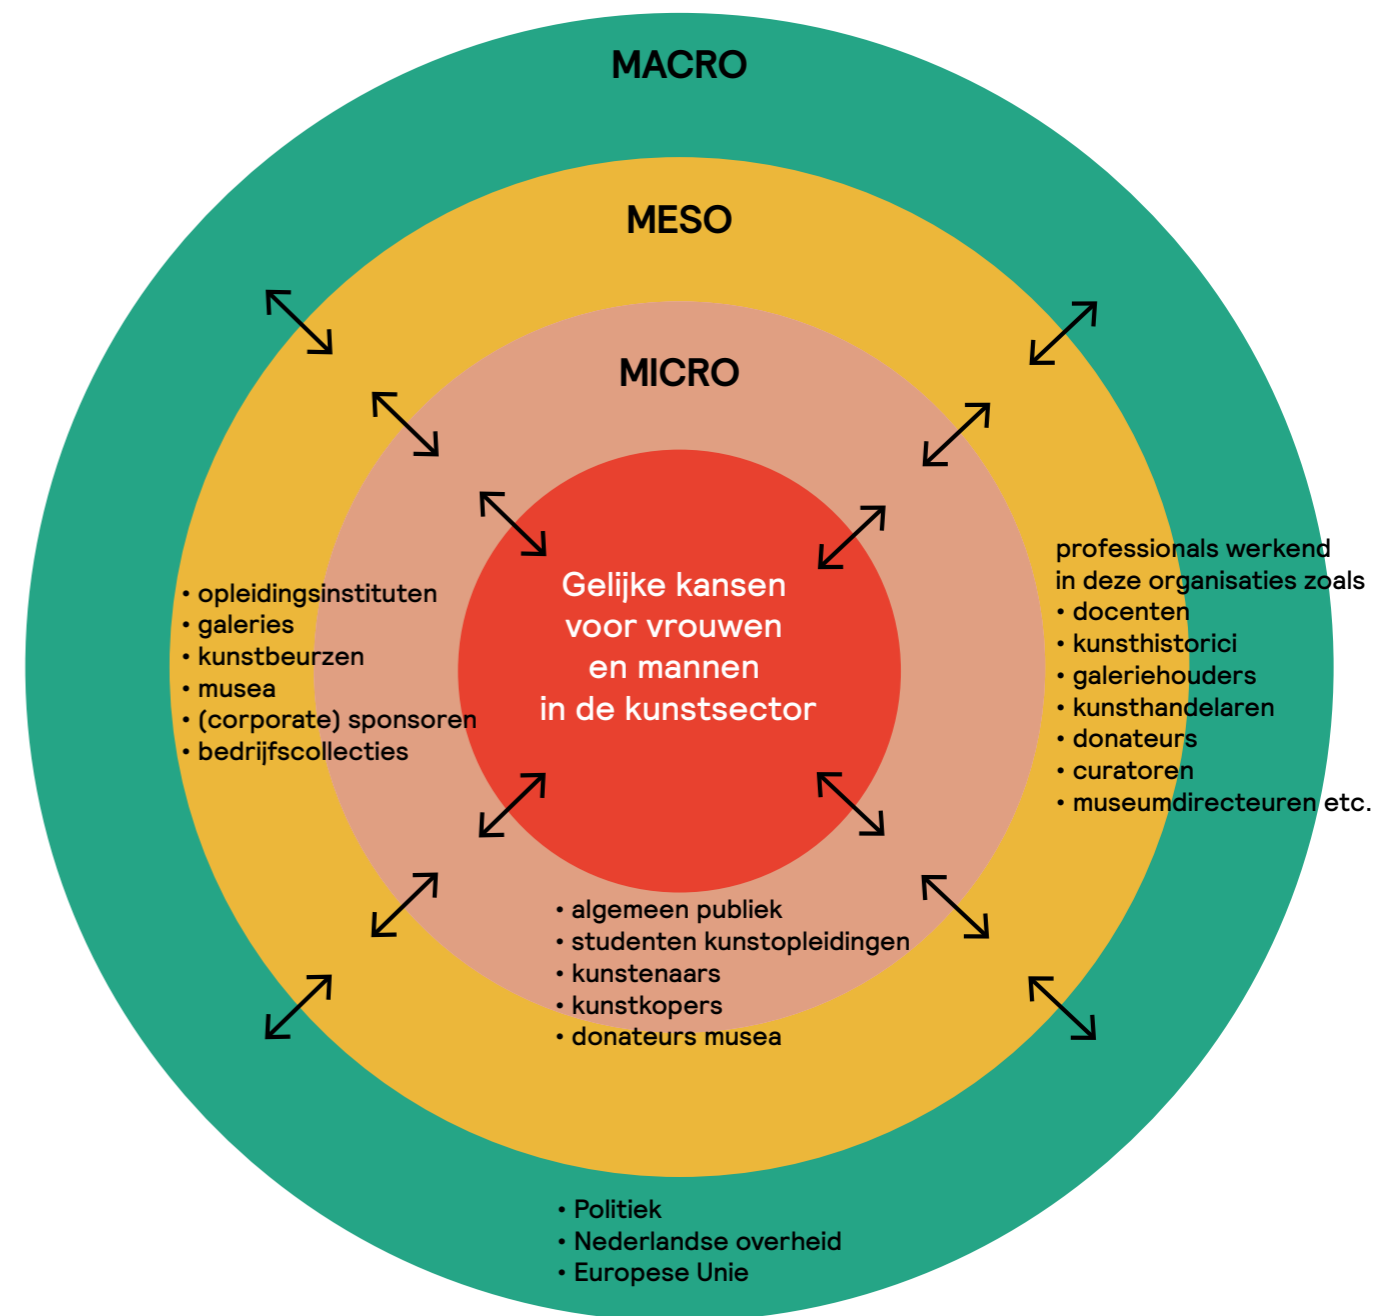 MACRO
MESO
MICRO
Gelijke kansen
voor vrouwen
en mannen
in de kunstsector
• opleidingsinstituten
• galeries
• kunstbeurzen
• musea
• (corporate) sponsoren
• bedrijfscollecties
professionals werkend
in deze organisaties zoals
• docenten
• kunsthistorici
• galeriehouders
• kunsthandelaren
• donateurs
• curatoren
• museumdirecteuren etc.
• algemeen publiek
• studenten kunstopleidingen
• kunstenaars
• kunstkopers
• donateurs musea
• Politiek
• Nederlandse overheid
• Europese Unie